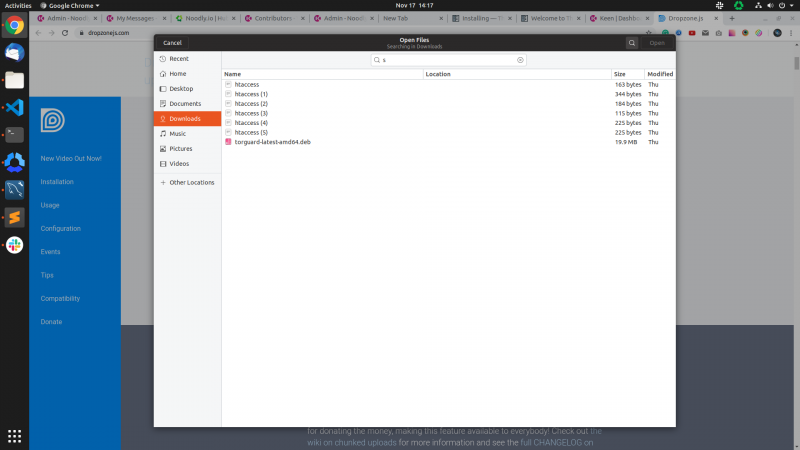 Activities
Google Chrome
Nov 17 14:17
Admin - Noodl
My Messages
Noodly.io | Hu
Contributors
Admin - Noodl
New Tab
Installing — Th
Welcome to Th
Keen | Dashbo
Dropzone.js
dropzonejs.com
Cancel
Open Files
Searching in Downloads
Open
s
Recent
Home
Desktop
Documents
Downloads
Music
Pictures
Videos
Other Locations
Name Location Size Modified
htaccess 163 bytes Thu
htaccess (1) 344 bytes Thu
htaccess (2) 184 bytes Thu
htaccess (3) 115 bytes Thu
htaccess (4) 225 bytes Thu
htaccess (5) 225 bytes Thu
torguard-latest-amd64.deb 19.9 MB Thu
New Video Out Now!
Installation
Usage
Configuration
Events
Tips
Compatibility
Donate
for donating the money, making this feature available to everybody! Check out the
wiki on chunked uploads for more information and see the full CHANGELOG on